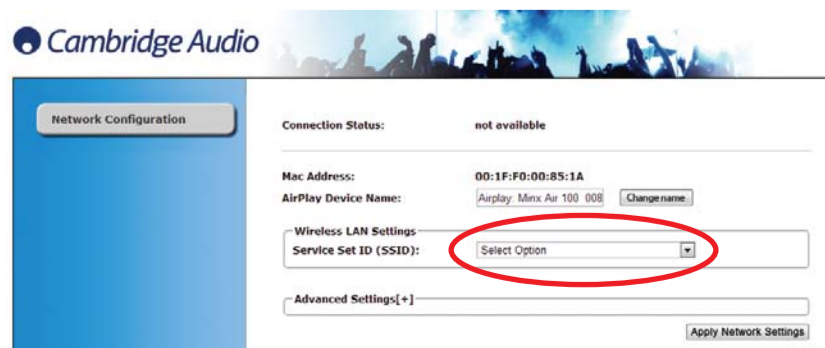 Cambridge Audio
Network Configuration
Connection Status: not available
Mac Address: 00:1F:F0:00:85:1A
AirPlay Device Name: Airplay: Minx Air 100 008 Change name
Wireless LAN Settings
Service Set ID (SSID): Select Option
Advanced Settings[+]
Apply Network Settings